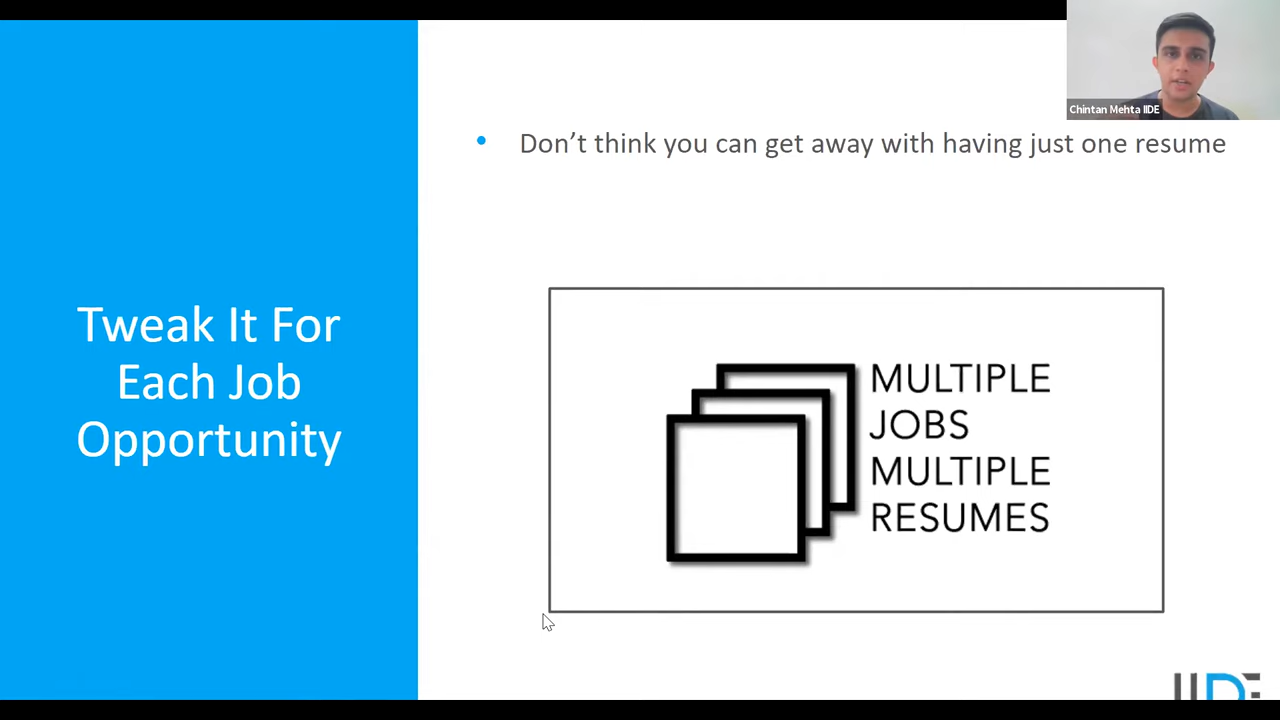 Chintan Mehta IIDE
Don't think you can get away with having just one resume
Tweak It For
Each Job
Opportunity
MULTIPLE
JOBS
MULTIPLE
RESUMES
IIDE